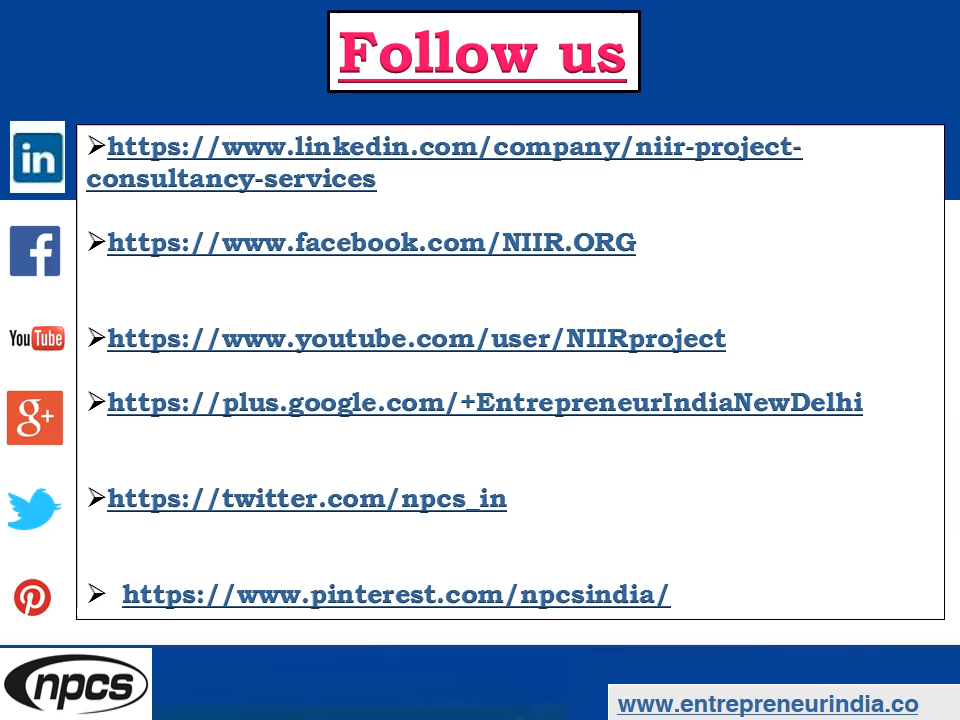 Follow us
in
➢https://www.linkedin.com/company/niir-project-
consultancy-services
f
➢https://www.facebook.com/NIIR.ORG
YouTube
➢https://www.youtube.com/user/NIIRproject
g+
➢https://plus.google.com/+EntrepreneurIndiaNewDelhi
➢https://twitter.com/npcs_in
➢ https://www.pinterest.com/npcsindia/
npcs
www.entrepreneurindia.co